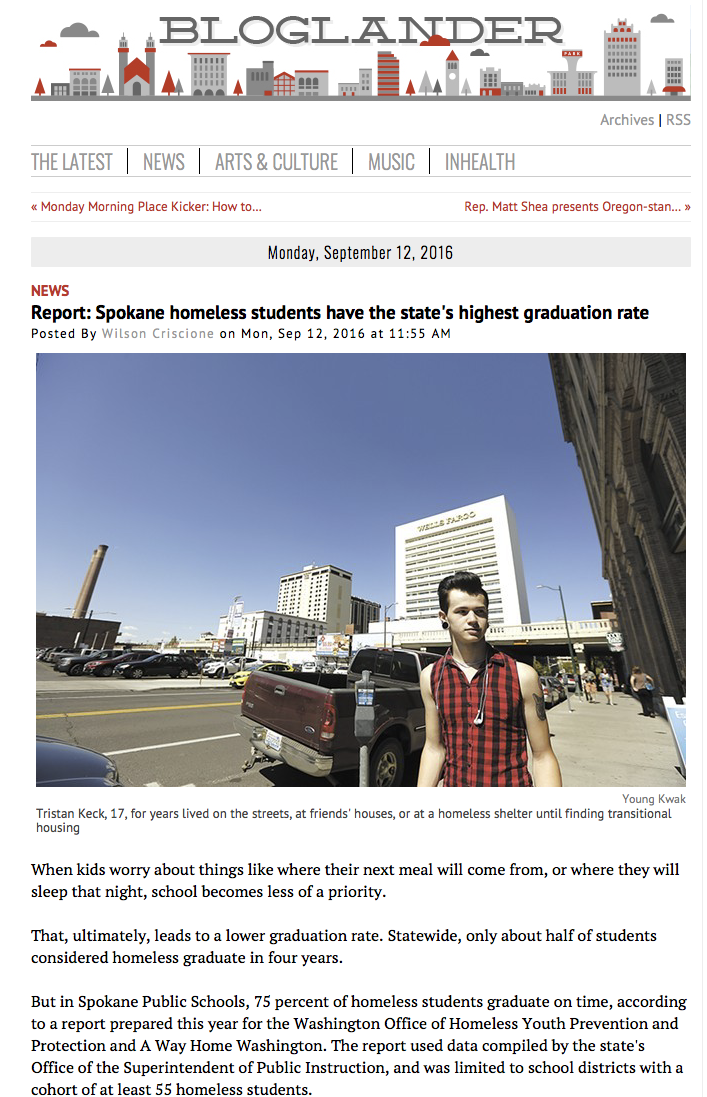 BLOGLANDER
PARK
Archives | RSS
THE LATEST | NEWS | ARTS & CULTURE | MUSIC | INHEALTH
« Monday Morning Place Kicker: How to... Rep. Matt Shea presents Oregon-stan... »
Monday, September 12, 2016
NEWS
Report: Spokane homeless students have the state's highest graduation rate
Posted By Wilson Criscione on Mon, Sep 12, 2016 at 11:55 AM
WELLS FARGO
Young Kwak
Tristan Keck, 17, for years lived on the streets, at friends' houses, or at a homeless shelter until finding transitional
housing
When kids worry about things like where their next meal will come from, or where they will
sleep that night, school becomes less of a priority.
That, ultimately, leads to a lower graduation rate. Statewide, only about half of students
considered homeless graduate in four years.
But in Spokane Public Schools, 75 percent of homeless students graduate on time, according
to a report prepared this year for the Washington Office of Homeless Youth Prevention and
Protection and A Way Home Washington. The report used data compiled by the state's
Office of the Superintendent of Public Instruction, and was limited to school districts with a
cohort of at least 55 homeless students.